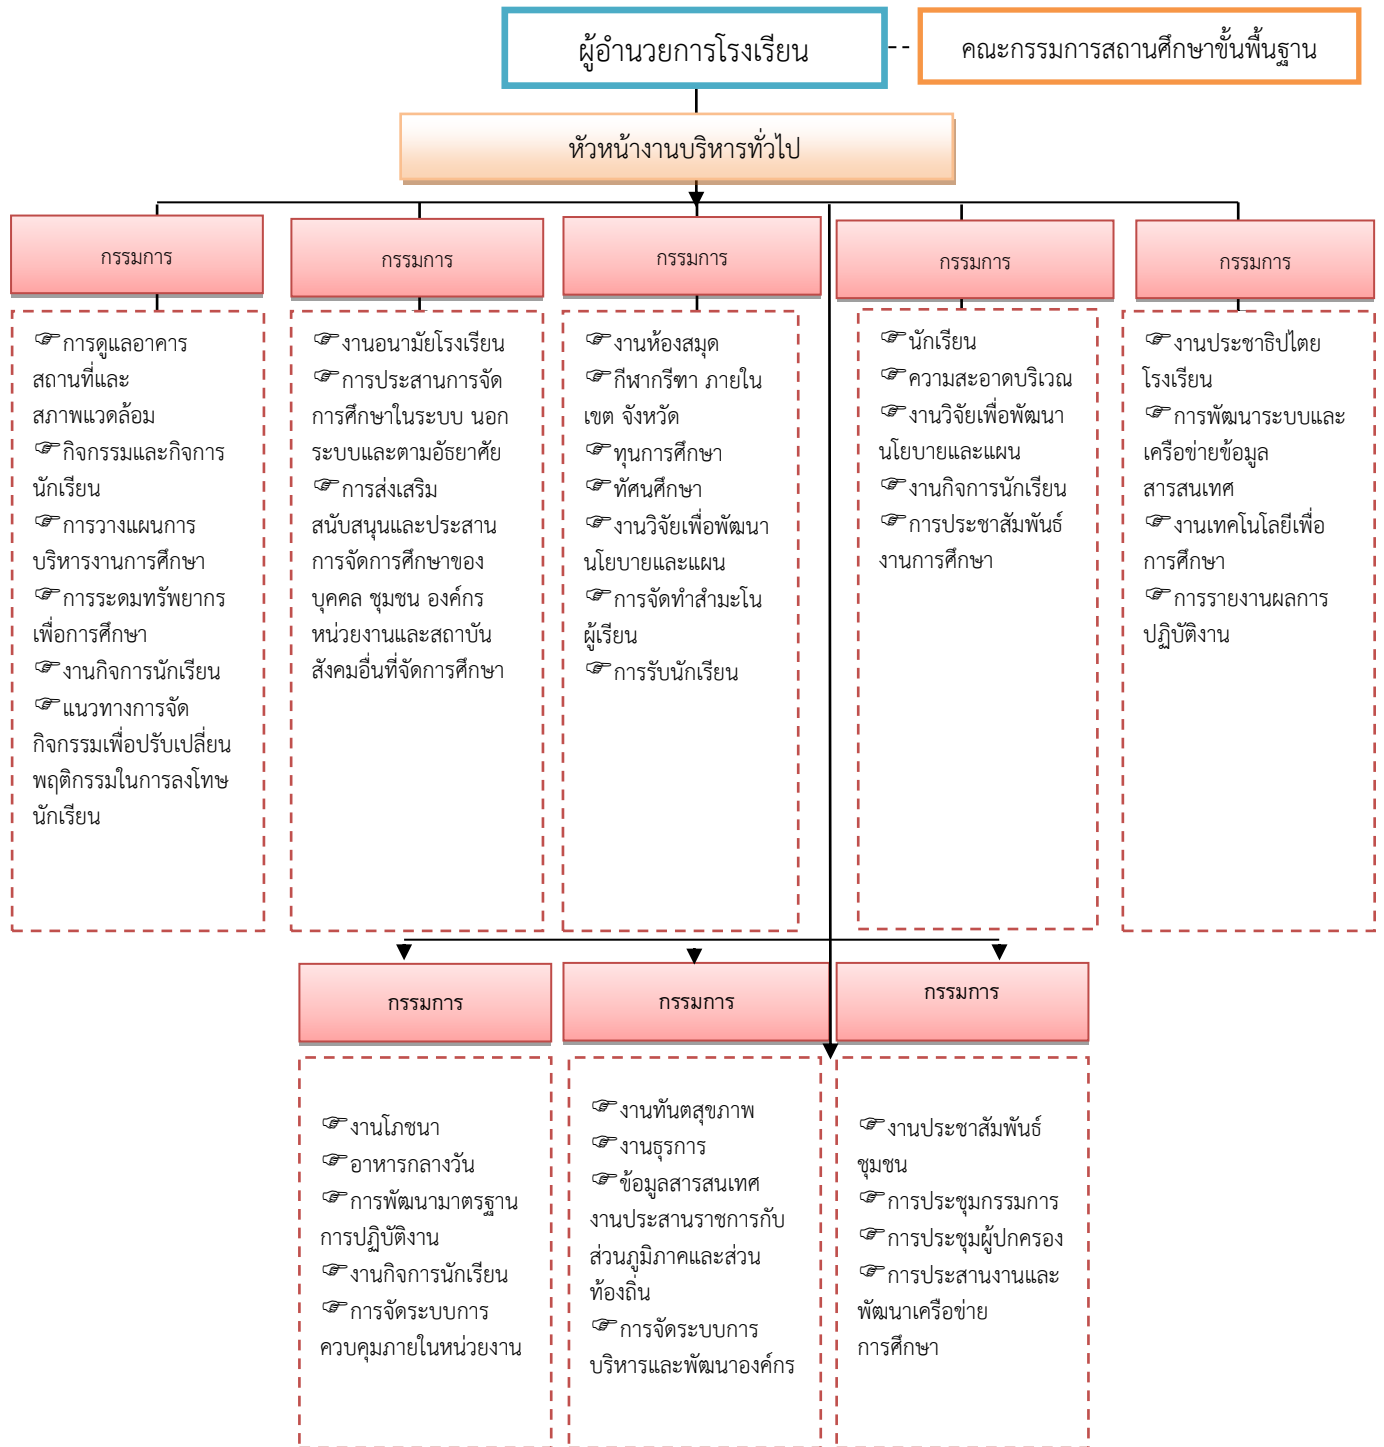 ผู้อำนวยการโรงเรียน
คณะกรรมการสถานศึกษาขั้นพื้นฐาน
หัวหน้างานบริหารทั่วไป
กรรมการ
กรรมการ
กรรมการ
กรรมการ
กรรมการ
☞การดูแลอาคาร
สถานที่และ
สภาพแวดล้อม
☞กิจกรรมและกิจการ
นักเรียน
☞การวางแผนการ
บริหารงานการศึกษา
☞การระดมทรัพยากร
เพื่อการศึกษา
☞งานกิจการนักเรียน
☞แนวทางการจัด
กิจกรรมเพื่อปรับเปลี่ยน
พฤติกรรมในการลงโทษ
นักเรียน
☞งานอนามัยโรงเรียน
☞การประสานการจัด
การศึกษาในระบบ นอก
ระบบและตามอัธยาศัย
☞การส่งเสริม
สนับสนุนและประสาน
การจัดการศึกษาของ
บุคคล ชุมชน องค์กร
หน่วยงานและสถาบัน
สังคมอื่นที่จัดการศึกษา
☞งานห้องสมุด
☞กีฬากรีฑา ภายใน
เขต จังหวัด
☞ทุนการศึกษา
☞ทัศนศึกษา
☞งานวิจัยเพื่อพัฒนา
นโยบายและแผน
☞การจัดทำสำมะโน
ผู้เรียน
☞การรับนักเรียน
☞นักเรียน
☞ความสะอาดบริเวณ
☞งานวิจัยเพื่อพัฒนา
นโยบายและแผน
☞งานกิจการนักเรียน
☞การประชาสัมพันธ์
งานการศึกษา
☞งานประชาธิปไตย
โรงเรียน
☞การพัฒนาระบบและ
เครือข่ายข้อมูล
สารสนเทศ
☞งานเทคโนโลยีเพื่อ
การศึกษา
☞การรายงานผลการ
ปฏิบัติงาน
กรรมการ
กรรมการ
กรรมการ
☞งานโภชนา
☞อาหารกลางวัน
☞การพัฒนามาตรฐาน
การปฏิบัติงาน
☞งานกิจการนักเรียน
☞การจัดระบบการ
ควบคุมภายในหน่วยงาน
☞งานทันตสุขภาพ
☞งานธุรการ
☞ข้อมูลสารสนเทศ
งานประสานราชการกับ
ส่วนภูมิภาคและส่วน
ท้องถิ่น
☞การจัดระบบการ
บริหารและพัฒนาองค์กร
☞งานประชาสัมพันธ์
ชุมชน
☞การประชุมกรรมการ
☞การประชุมผู้ปกครอง
☞การประสานงานและ
พัฒนาเครือข่าย
การศึกษา